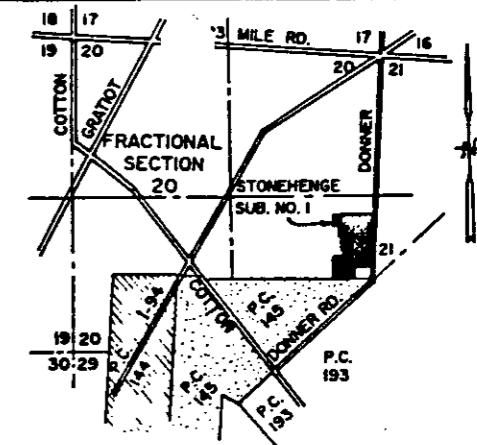 18 17
19 20
'3 MILE RD.
17 16
20 21
COTTON
GRATIOT
FRACTIONAL
SECTION
20
DONNER
STONEHENGE
SUB. NO. 1
21
I-94
COTTON
P.C.
145
DONNER RD.
19 20
30 29
P.C.
144
P.C.
145
P.C.
193
P.C.
193